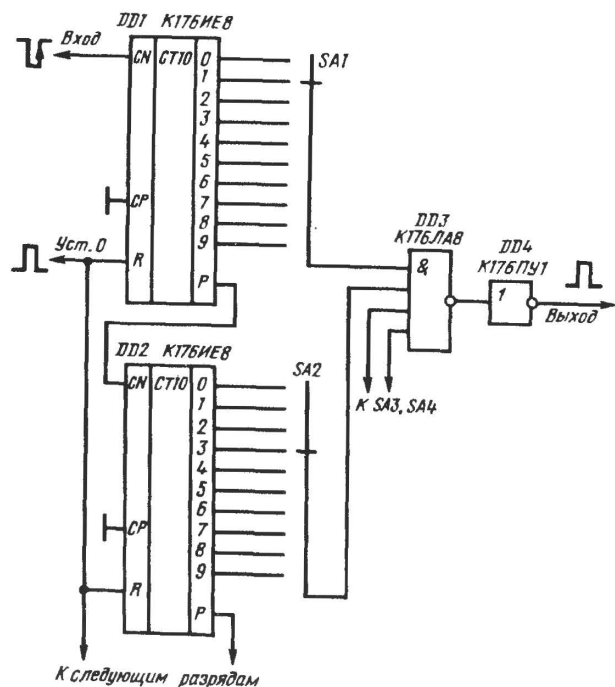 DD1 К176ИЕ8
Вход
CN
CT10
0
1
2
3
4
5
6
7
8
9
CP
Уст. 0
R
P
SA1
DD3
К176ЛА8
&
DD4
К176ПУ1
1
Выход
К SA3, SA4
DD2 К176ИЕ8
CN
CT10
0
1
2
3
4
5
6
7
8
9
CP
R
P
SA2
К следующим разрядам